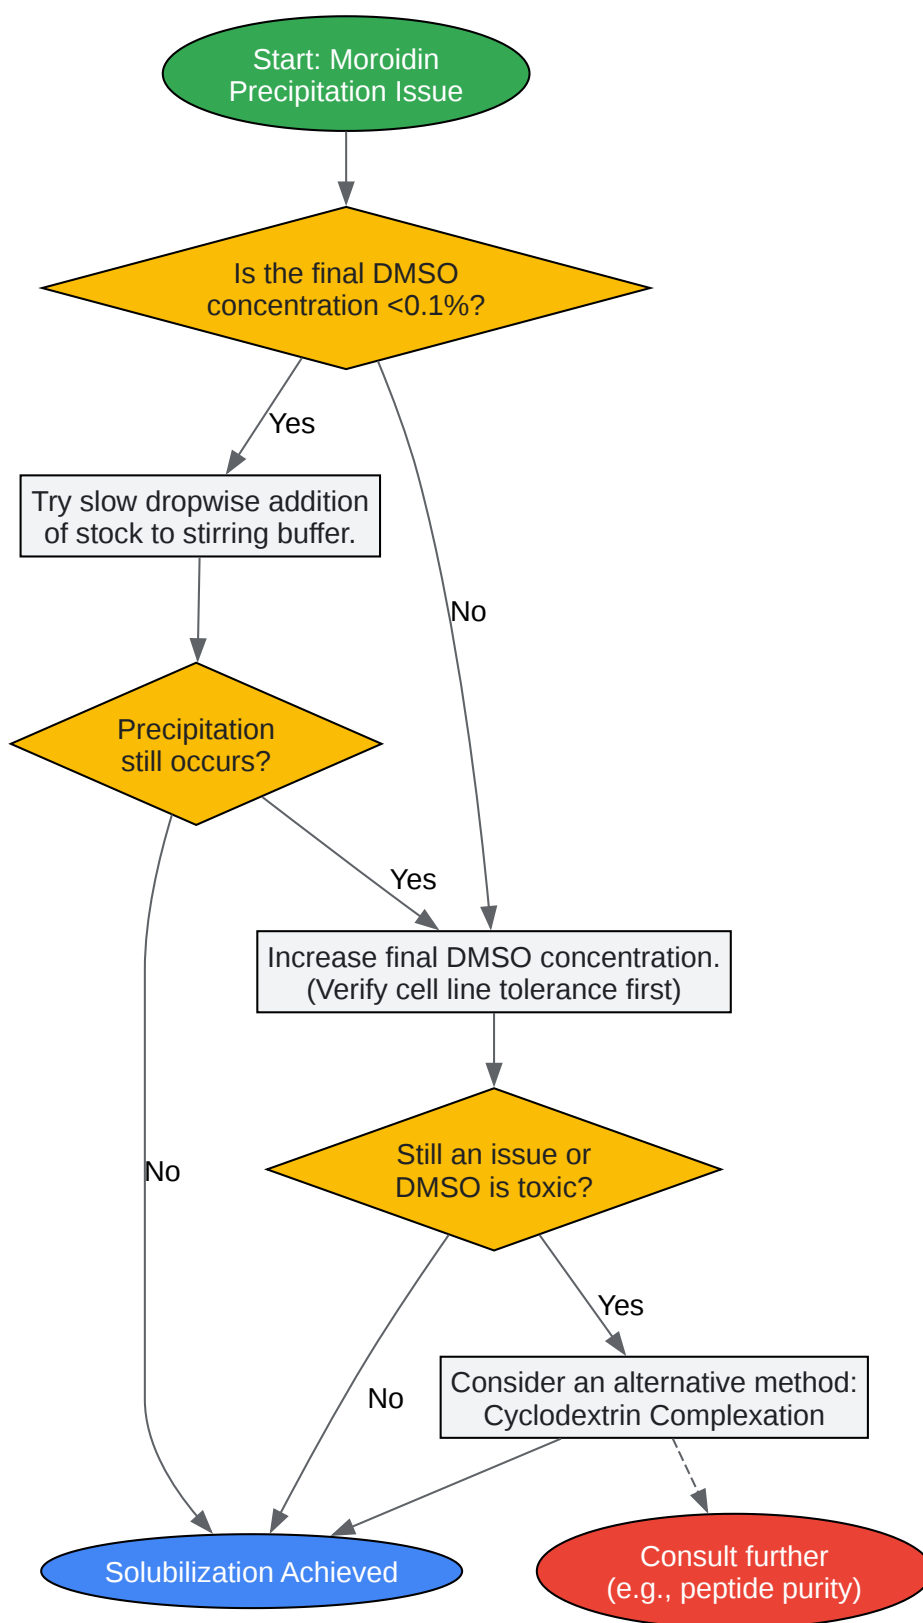 Start: Moroidin
Precipitation Issue
Is the final DMSO
concentration <0.1%?
Yes
Try slow dropwise addition
of stock to stirring buffer.
No
Precipitation
still occurs?
Yes
Increase final DMSO concentration.
(Verify cell line tolerance first)
Still an issue or
DMSO is toxic?
No
Yes
Consider an alternative method:
Cyclodextrin Complexation
No
Solubilization Achieved
Consult further
(e.g., peptide purity)